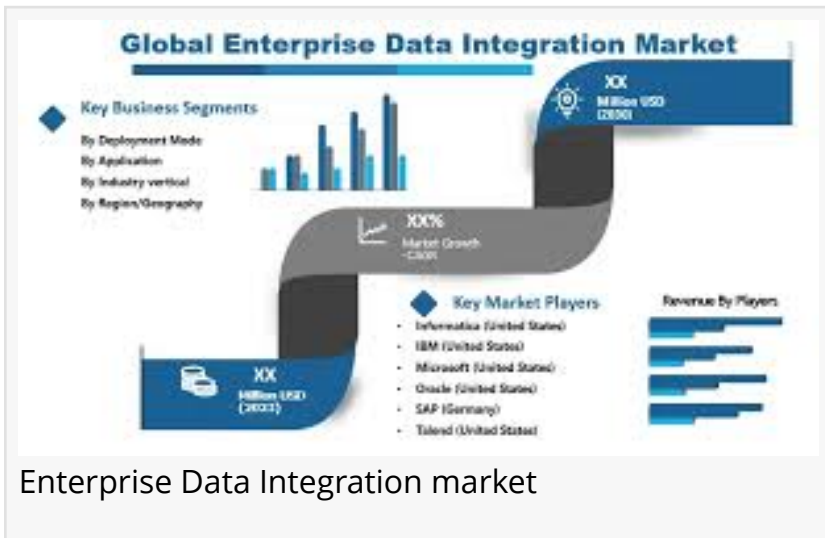 Global Enterprise Data Integration Market
Key Business Segments
By Deployment Mode
By Application
By Industry vertical
By Region/Geography
XX
Million USD
(2030)
XX%
Market Growth
-CAGR
Key Market Players
Informatica (United States)
IBM (United States)
Microsoft (United States)
Oracle (United States)
SAP (Germany)
Talend (United States)
Revenue By Players
XX
Million USD
Enterprise Data Integration market